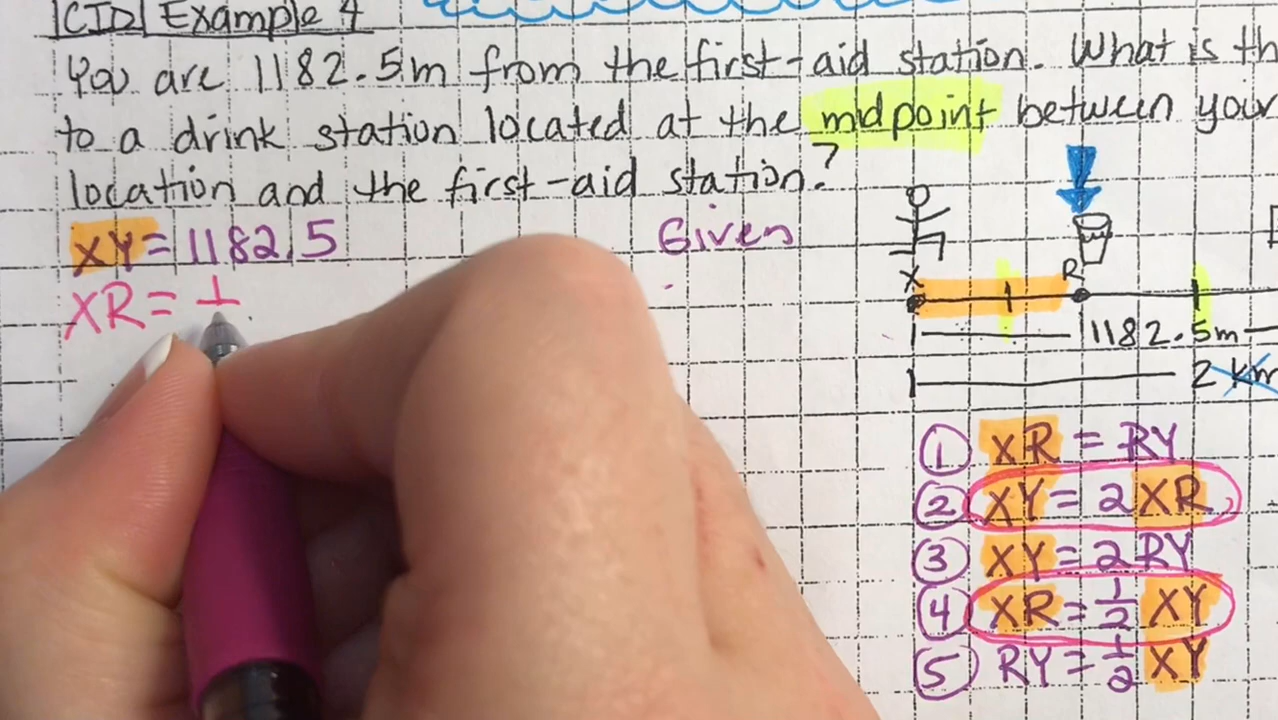 CID Example 4
You are 1182.5m from the first-aid station. What is th
to a drink station located at the midpoint between your
location and the first-aid station?
XY = 1182.5 Given
XR = 1
X R
1182.5m
2 km
① XR = RY
② XY = 2XR
③ XY = 2RY
④ XR = 1/2 XY
⑤ RY = 1/2 XY